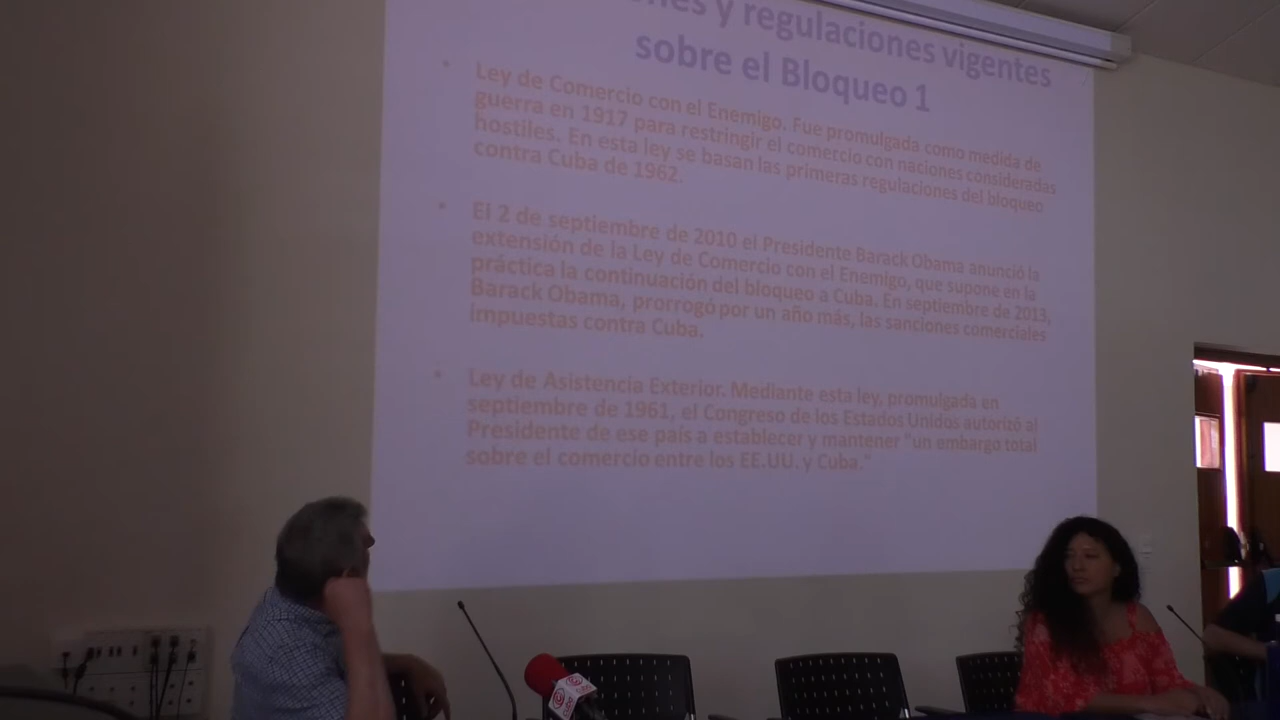 y regulaciones vigentes
sobre el Bloqueo 1
• Ley de Comercio con el Enemigo. Fue promulgada como medida de
guerra en 1917 para restringir el comercio con naciones consideradas
hostiles. En esta ley se basan las primeras regulaciones del bloqueo
contra Cuba de 1962.
• El 2 de septiembre de 2010 el Presidente Barack Obama anunció la
extensión de la Ley de Comercio con el Enemigo, que supone en la
práctica la continuación del bloqueo a Cuba. En septiembre de 2013,
Barack Obama, prorrogó por un año más, las sanciones comerciales
impuestas contra Cuba.
• Ley de Asistencia Exterior. Mediante esta ley, promulgada en
septiembre de 1961, el Congreso de los Estados Unidos autorizó al
Presidente de ese país a establecer y mantener "un embargo total
sobre el comercio entre los EE.UU. y Cuba."